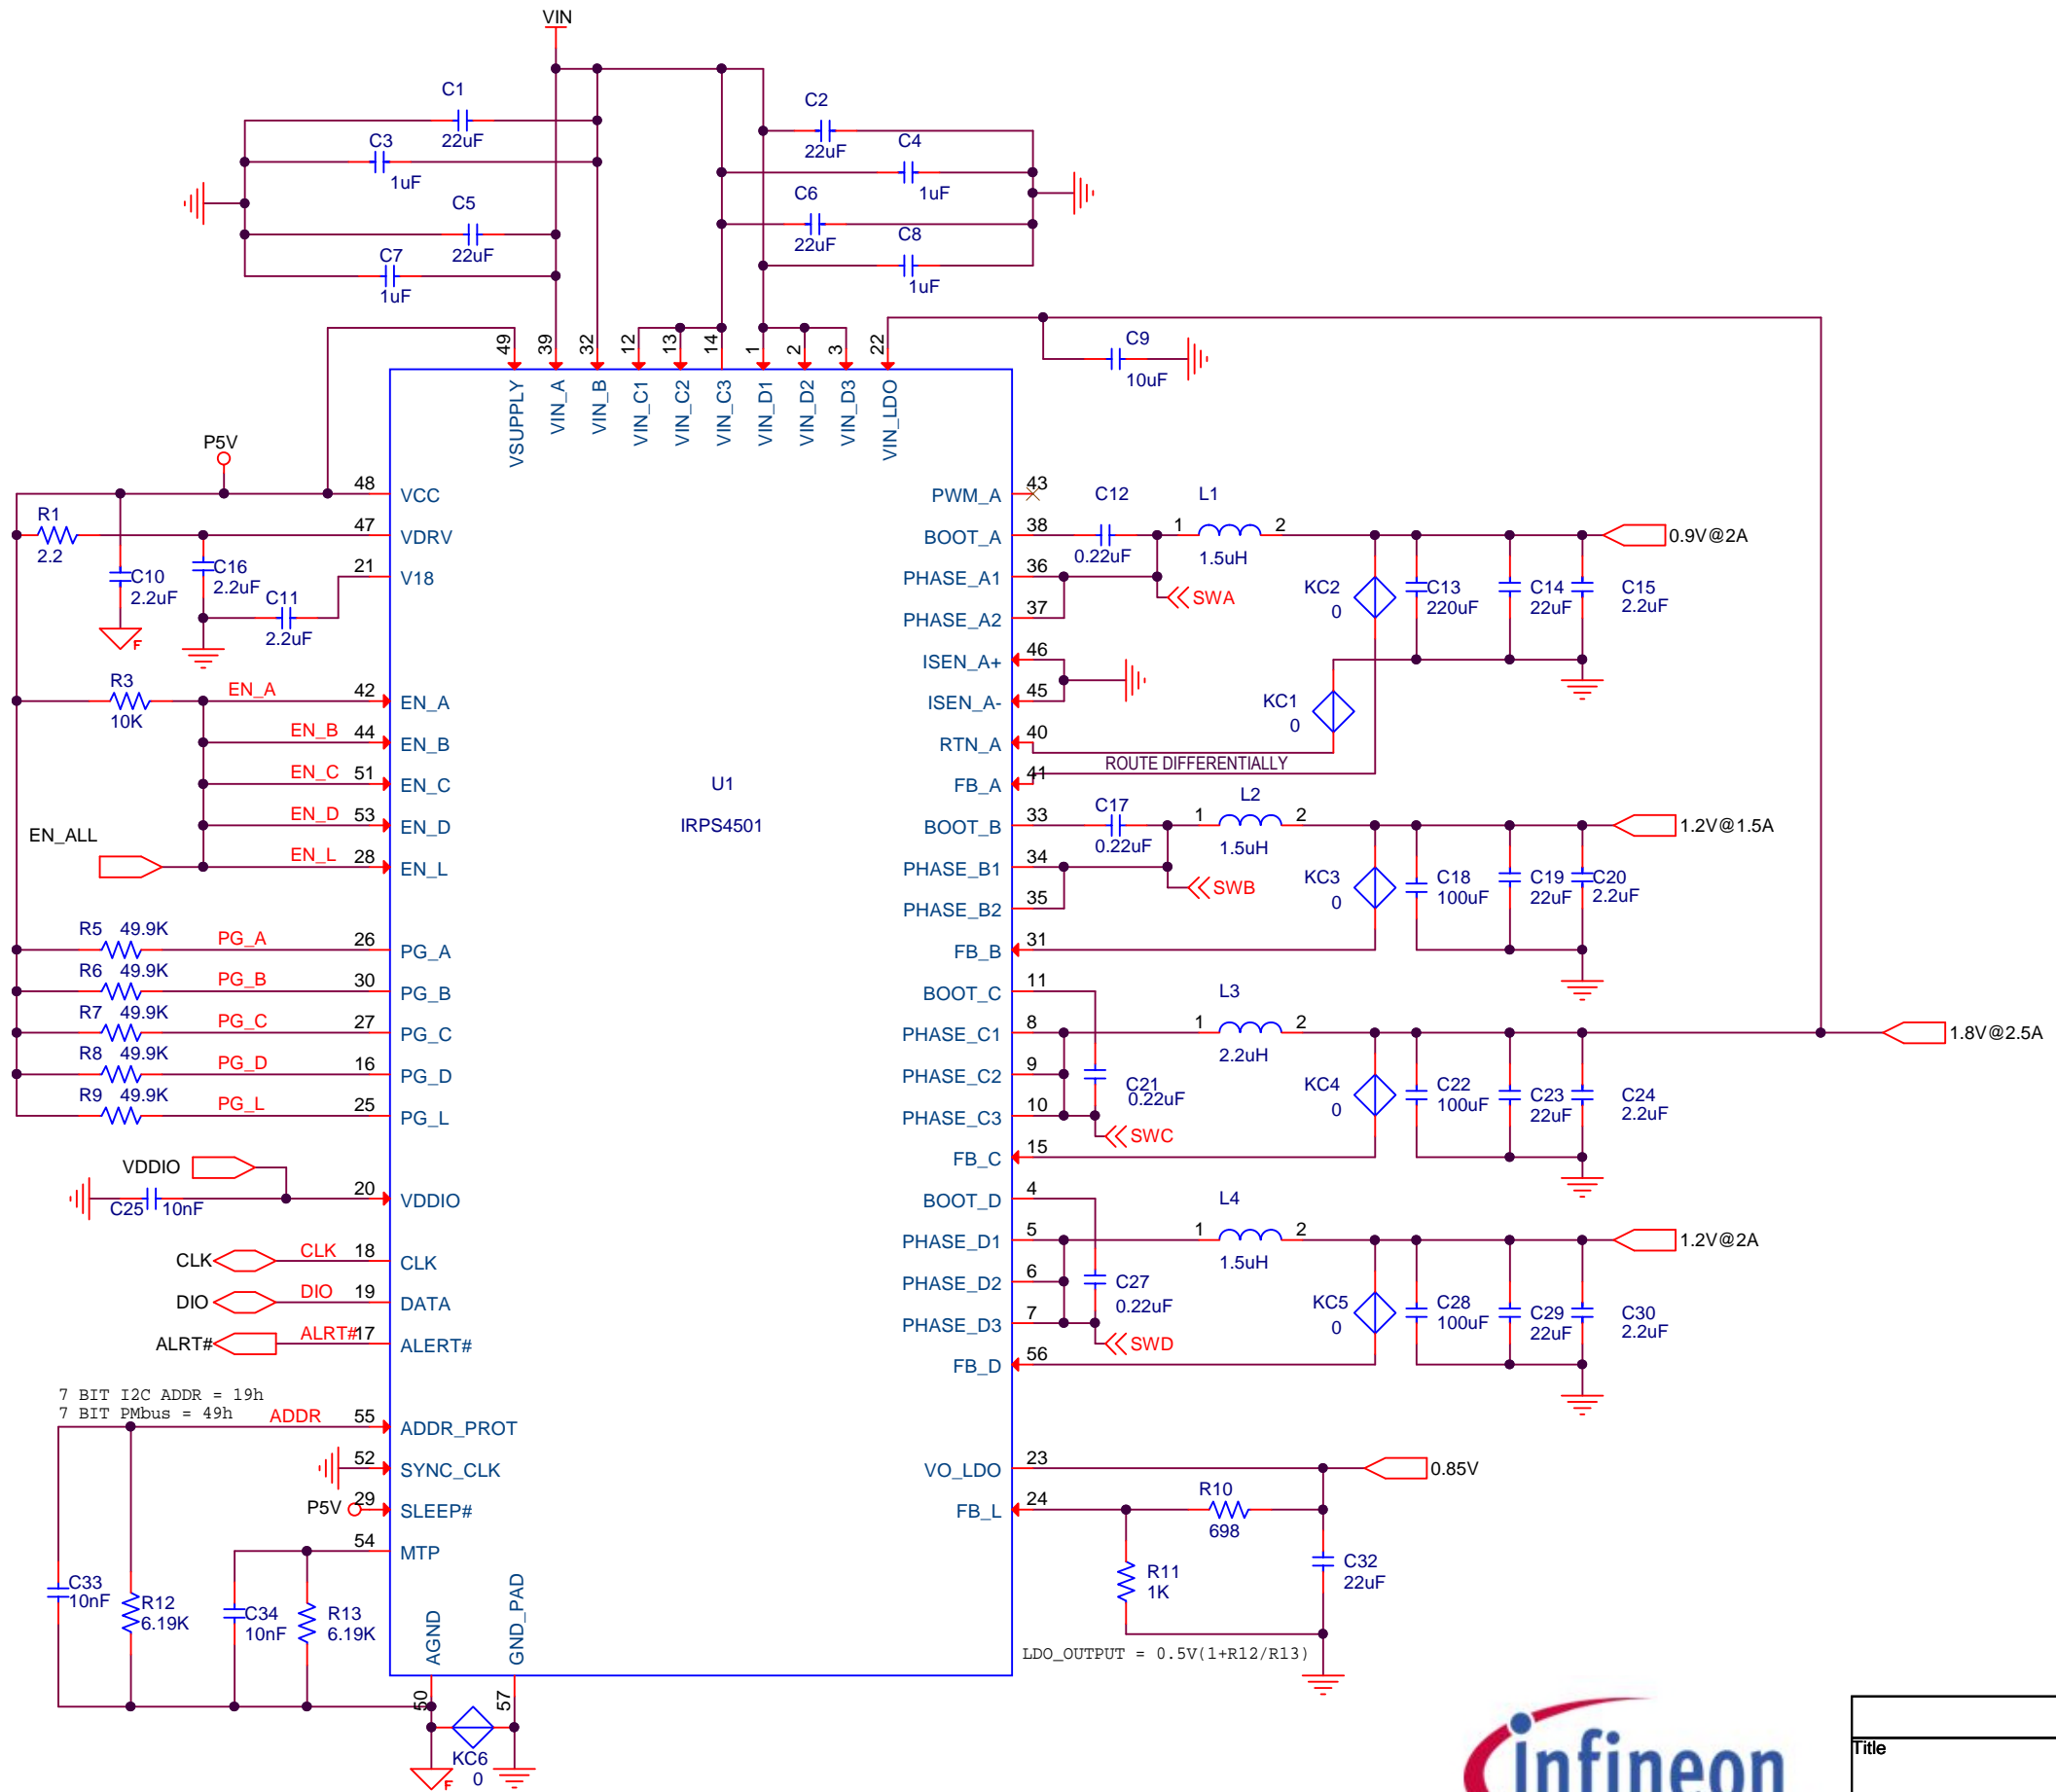 VIN
C1
22uF
C3
1uF
C5
22uF
C7
1uF
C2
22uF
C4
1uF
C6
22uF
C8
1uF
C9
10uF
49
39
32
12
13
14
1
2
3
22
VSUPPLY
VIN_A
VIN_B
VIN_C1
VIN_C2
VIN_C3
VIN_D1
VIN_D2
VIN_D3
VIN_LDO
U1
IRPS4501
P5V
48 VCC
R1
2.2
47 VDRV
C10
2.2uF
C16
2.2uF
21 V18
C11
2.2uF
R3
10K
EN_A 42 EN_A
EN_B 44 EN_B
EN_C 51 EN_C
EN_D 53 EN_D
EN_ALL
EN_L 28 EN_L
R5 49.9K PG_A 26 PG_A
R6 49.9K PG_B 30 PG_B
R7 49.9K PG_C 27 PG_C
R8 49.9K PG_D 16 PG_D
R9 49.9K PG_L 25 PG_L
VDDIO
C25 10nF
20 VDDIO
CLK CLK 18 CLK
DIO DIO 19 DATA
ALRT# ALRT# 17 ALERT#
7 BIT I2C ADDR = 19h
7 BIT PMbus = 49h
ADDR 55 ADDR_PROT
52 SYNC_CLK
P5V 29 SLEEP#
54 MTP
C33
10nF
R12
6.19K
C34
10nF
R13
6.19K
AGND
GND_PAD
50
57
KC6
0
F
F
PWM_A 43
BOOT_A 38
C12
0.22uF
L1
1 2
1.5uH
0.9V@2A
PHASE_A1 36
SWA
PHASE_A2 37
KC2
0
C13
220uF
C14
22uF
C15
2.2uF
ISEN_A+ 46
ISEN_A- 45
KC1
0
RTN_A 40
ROUTE DIFFERENTIALLY
FB_A 41
BOOT_B 33
C17
0.22uF
L2
1 2
1.5uH
1.2V@1.5A
PHASE_B1 34
SWB
PHASE_B2 35
KC3
0
C18
100uF
C19
22uF
C20
2.2uF
FB_B 31
BOOT_C 11
L3
PHASE_C1 8
1 2
2.2uH
1.8V@2.5A
PHASE_C2 9
C21
0.22uF
PHASE_C3 10
SWC
KC4
0
C22
100uF
C23
22uF
C24
2.2uF
FB_C 15
BOOT_D 4
L4
PHASE_D1 5
1 2
1.5uH
1.2V@2A
PHASE_D2 6
C27
0.22uF
PHASE_D3 7
SWD
KC5
0
C28
100uF
C29
22uF
C30
2.2uF
FB_D 56
VO_LDO 23
0.85V
FB_L 24
R10
698
R11
1K
C32
22uF
LDO_OUTPUT = 0.5V(1+R12/R13)
infineon
Title